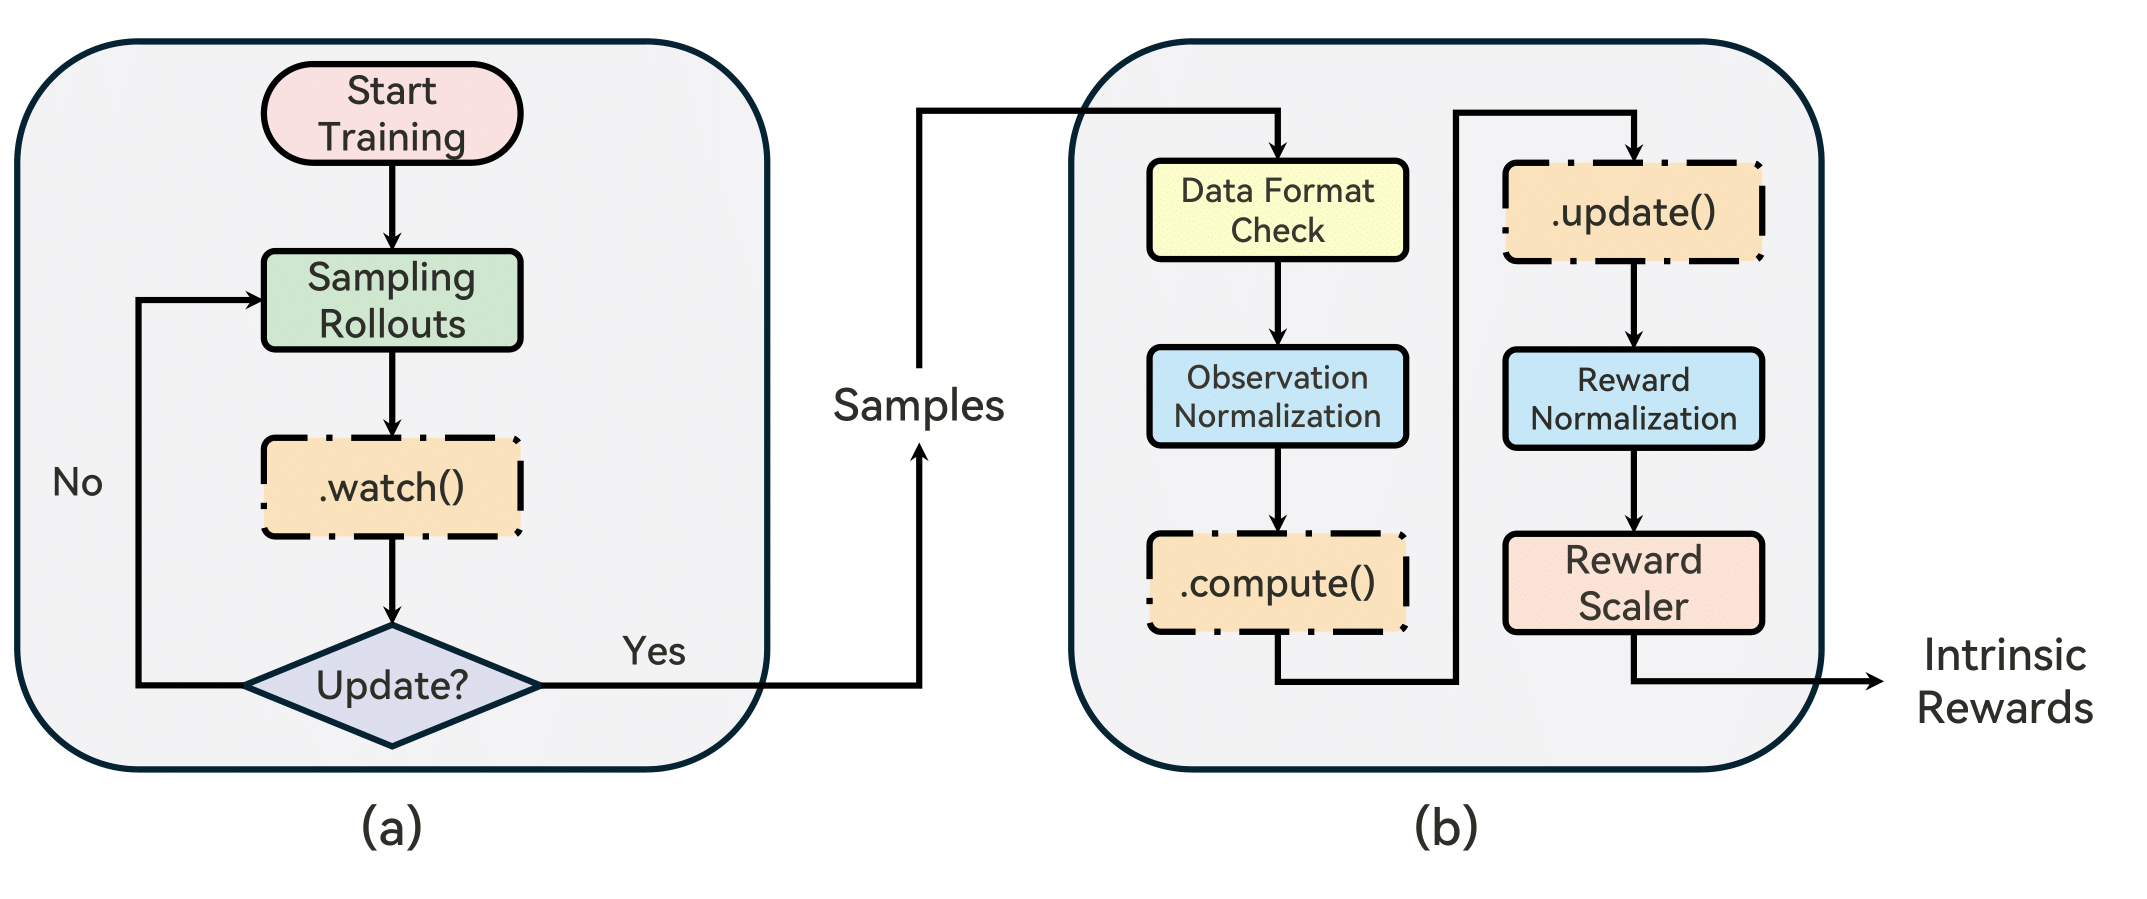 Start
Training
Sampling
Rollouts
.watch()
No
Update?
Yes
(a)
Samples
Data Format
Check
Observation
Normalization
.compute()
.update()
Reward
Normalization
Reward
Scaler
Intrinsic
Rewards
(b)